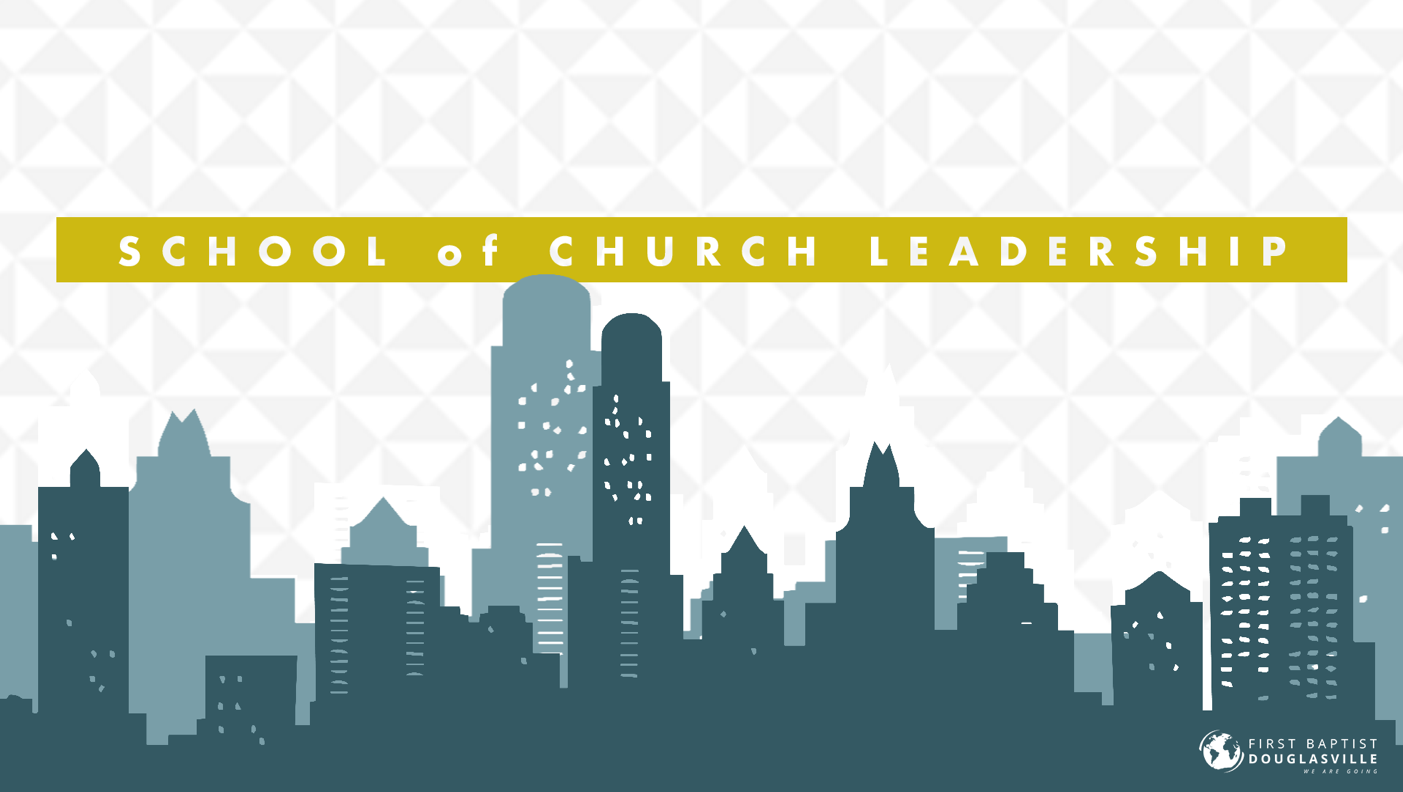 SCHOOL of CHURCH LEADERSHIP
FIRST BAPTIST
DOUGLASVILLE
WE ARE GOING